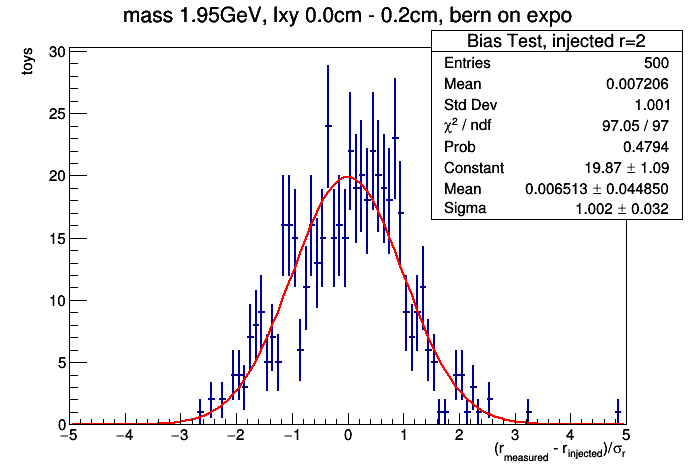 mass 1.95GeV, lxy 0.0cm - 0.2cm, bern on expo
Bias Test, injected r=2
Entries 500
Mean 0.007206
Std Dev 1.001
χ² / ndf 97.05 / 97
Prob 0.4794
Constant 19.87 ± 1.09
Mean 0.006513 ± 0.044850
Sigma 1.002 ± 0.032
toys
30
25
20
15
10
5
0
−5 −4 −3 −2 −1 0 1 2 3 4 5
(r_measured - r_injected)/σ_r